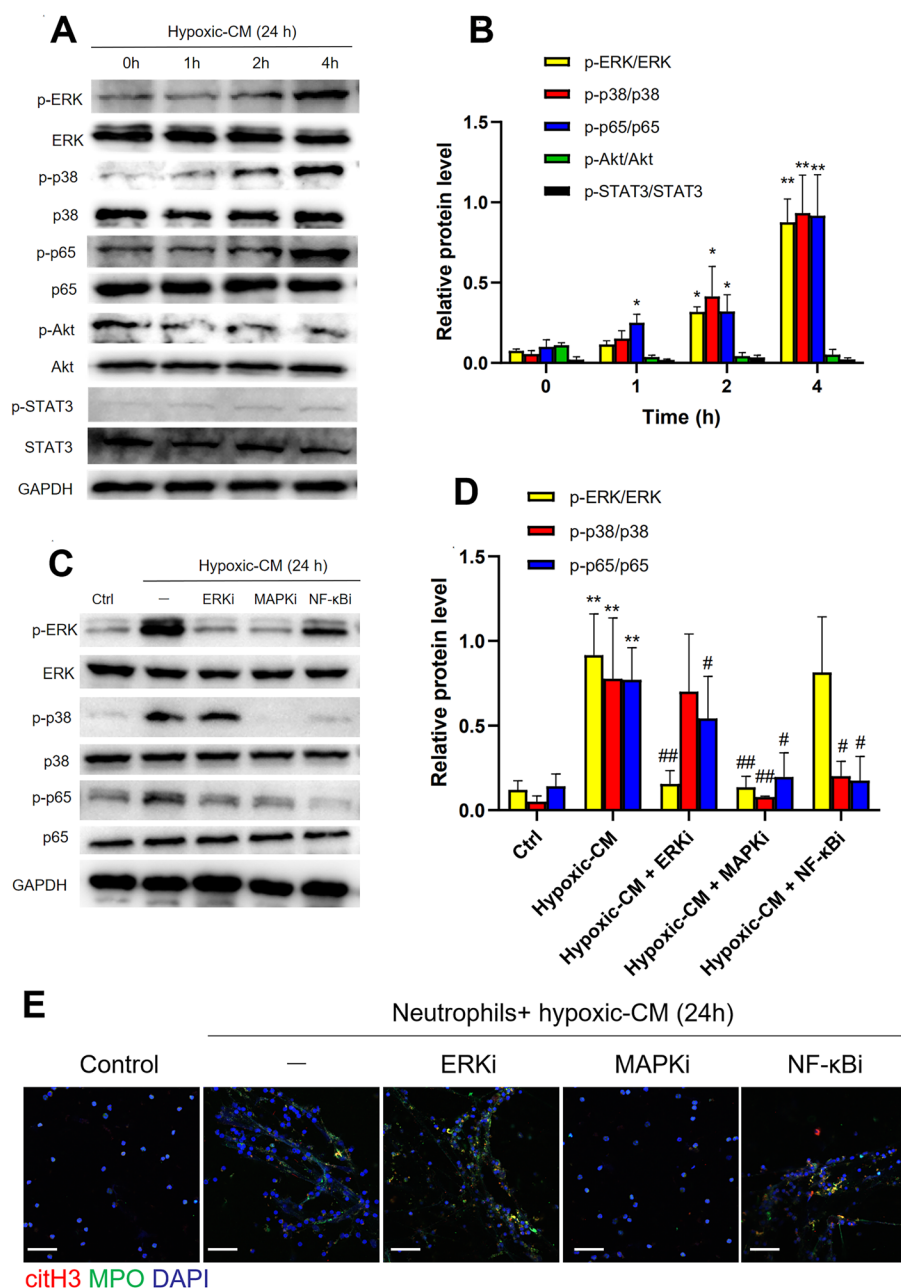 A
Hypoxic-CM (24 h)
0h 1h 2h 4h
p-ERK
ERK
p-p38
p38
p-p65
p65
p-Akt
Akt
p-STAT3
STAT3
GAPDH
B
p-ERK/ERK
p-p38/p38
p-p65/p65
p-Akt/Akt
p-STAT3/STAT3
Relative protein level
1.5
1.0
0.5
0.0
* * * * ** ** **
0 1 2 4
Time (h)
C
Hypoxic-CM (24 h)
Ctrl — ERKi MAPKi NF-κBi
p-ERK
ERK
p-p38
p38
p-p65
p65
GAPDH
D
p-ERK/ERK
p-p38/p38
p-p65/p65
Relative protein level
1.5
1.0
0.5
0.0
** ** ** ## # ## ## # # #
Ctrl
Hypoxic-CM
Hypoxic-CM + ERKi
Hypoxic-CM + MAPKi
Hypoxic-CM + NF-κBi
E
Neutrophils+ hypoxic-CM (24h)
Control — ERKi MAPKi NF-κBi
citH3 MPO DAPI